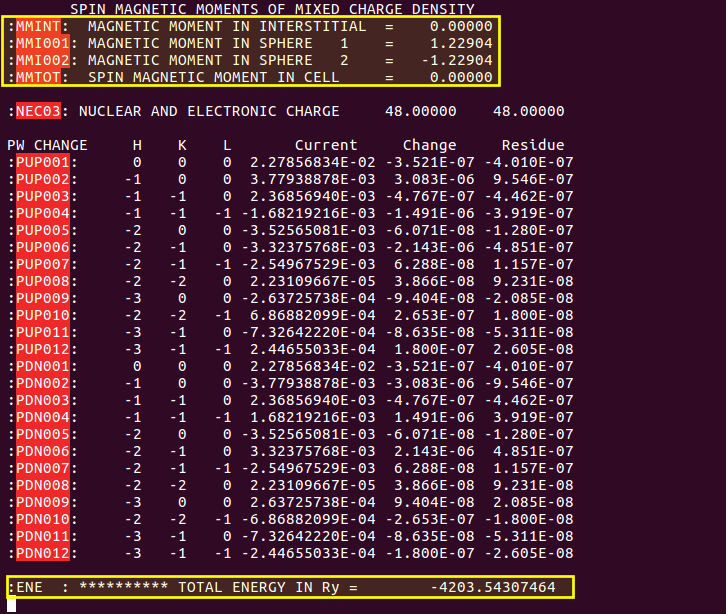 SPIN MAGNETIC MOMENTS OF MIXED CHARGE DENSITY
:MMINT: MAGNETIC MOMENT IN INTERSTITIAL = 0.00000
:MMI001: MAGNETIC MOMENT IN SPHERE 1 = 1.22904
:MMI002: MAGNETIC MOMENT IN SPHERE 2 = -1.22904
:MMTOT: SPIN MAGNETIC MOMENT IN CELL = 0.00000
:NEC03: NUCLEAR AND ELECTRONIC CHARGE 48.00000 48.00000
PW CHANGE H K L Current Change Residue
:PUP001: 0 0 0 2.27856834E-02 -3.521E-07 -4.010E-07
:PUP002: -1 0 0 3.77938878E-03 3.083E-06 9.546E-07
:PUP003: -1 -1 0 2.36856940E-03 -4.767E-07 -4.462E-07
:PUP004: -1 -1 -1 -1.68219216E-03 -1.491E-06 -3.919E-07
:PUP005: -2 0 0 -3.52565081E-03 -6.071E-08 -1.280E-07
:PUP006: -2 -1 0 -3.32375768E-03 -2.143E-06 -4.851E-07
:PUP007: -2 -1 -1 -2.54967529E-03 6.288E-08 1.157E-07
:PUP008: -2 -2 0 2.23109667E-05 3.866E-08 9.231E-08
:PUP009: -3 0 0 -2.63725738E-04 -9.404E-08 -2.085E-08
:PUP010: -2 -2 -1 6.86882099E-04 2.653E-07 1.800E-08
:PUP011: -3 -1 0 -7.32642220E-04 -8.635E-08 -5.311E-08
:PUP012: -3 -1 -1 2.44655033E-04 1.800E-07 2.605E-08
:PDN001: 0 0 0 2.27856834E-02 -3.521E-07 -4.010E-07
:PDN002: -1 0 0 -3.77938878E-03 -3.083E-06 -9.546E-07
:PDN003: -1 -1 0 2.36856940E-03 -4.767E-07 -4.462E-07
:PDN004: -1 -1 -1 1.68219216E-03 1.491E-06 3.919E-07
:PDN005: -2 0 0 -3.52565081E-03 -6.071E-08 -1.280E-07
:PDN006: -2 -1 0 3.32375768E-03 2.143E-06 4.851E-07
:PDN007: -2 -1 -1 -2.54967529E-03 6.288E-08 1.157E-07
:PDN008: -2 -2 0 2.23109667E-05 3.866E-08 9.231E-08
:PDN009: -3 0 0 2.63725738E-04 9.404E-08 2.085E-08
:PDN010: -2 -2 -1 -6.86882099E-04 -2.653E-07 -1.800E-08
:PDN011: -3 -1 0 -7.32642220E-04 -8.635E-08 -5.311E-08
:PDN012: -3 -1 -1 -2.44655033E-04 -1.800E-07 -2.605E-08
:ENE : ********** TOTAL ENERGY IN Ry = -4203.54307464